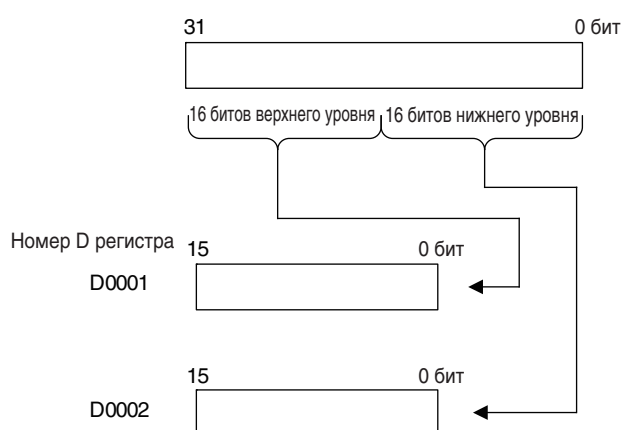 31 0 бит
16 битов верхнего уровня 16 битов нижнего уровня
Номер D регистра 15 0 бит
D0001
15 0 бит
D0002